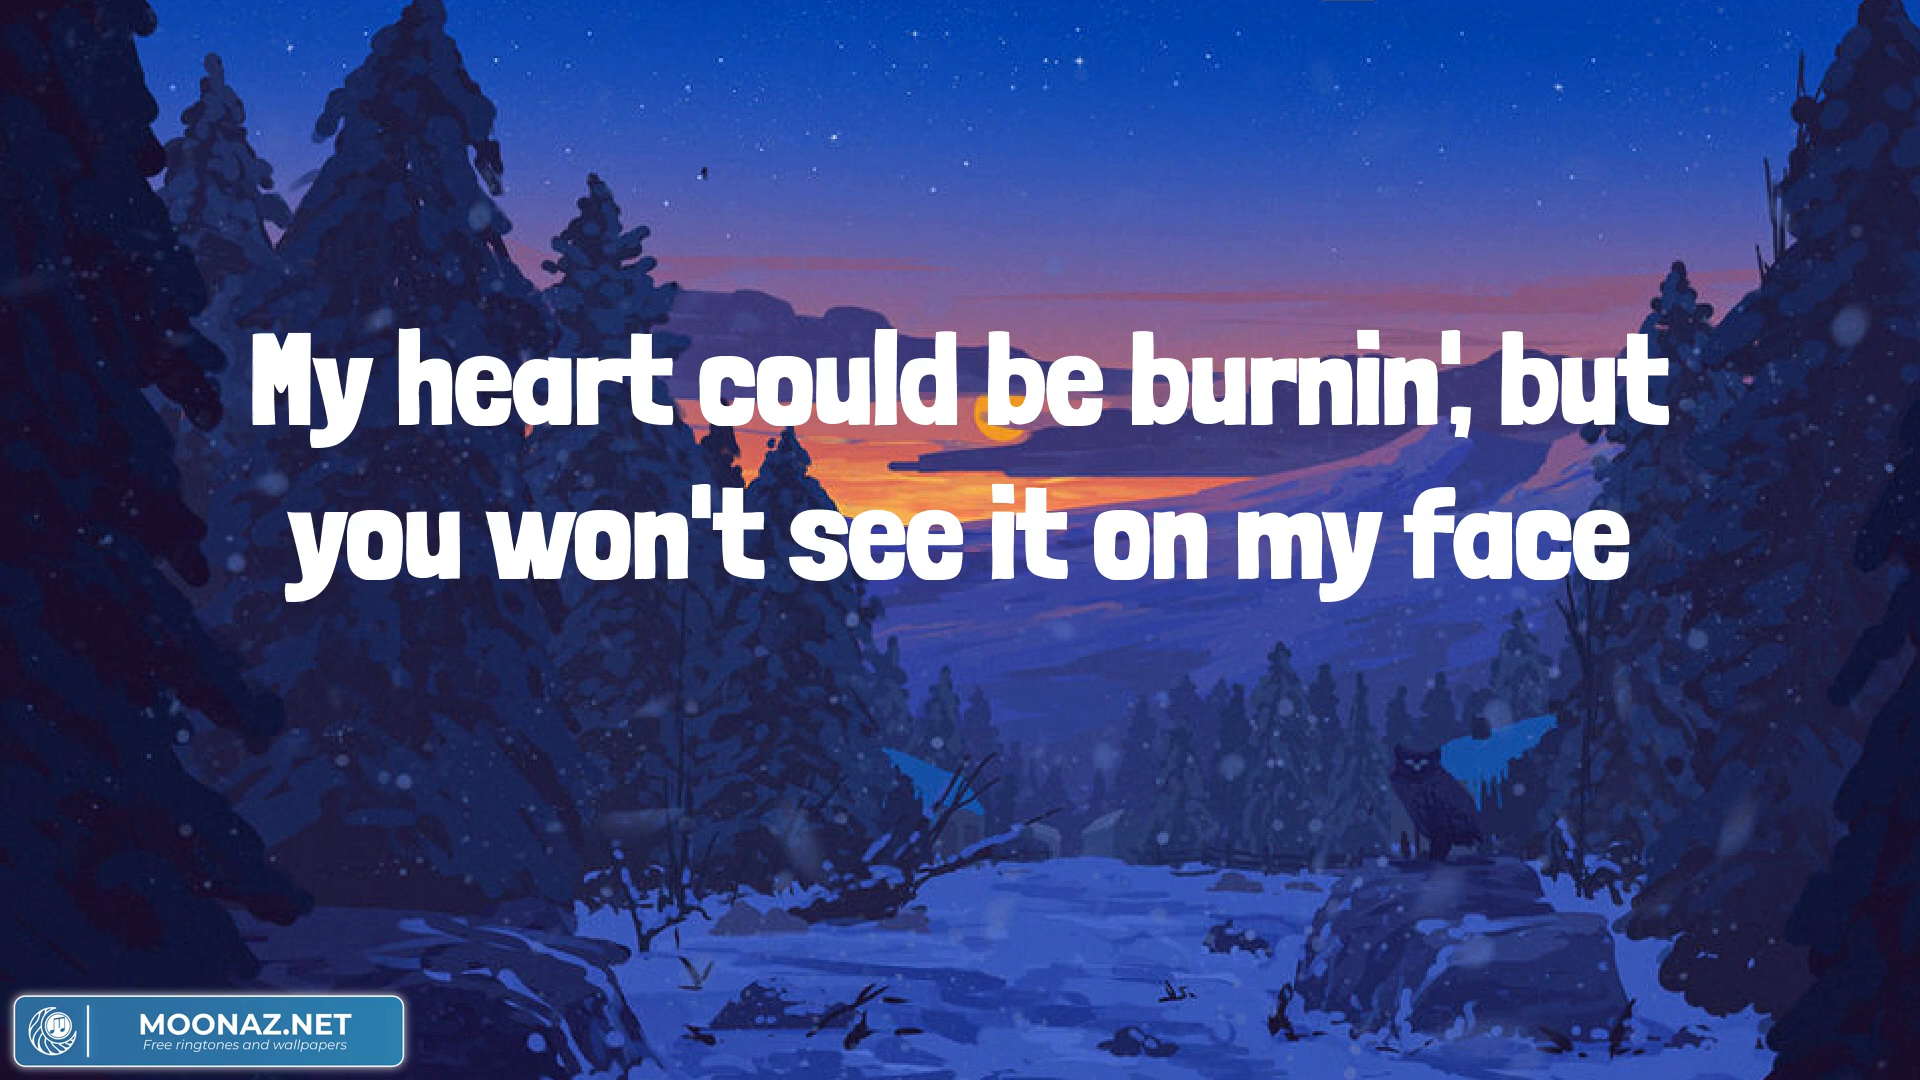 My heart could be burnin', but
you won't see it on my face
MOONAZ.NET
Free ringtones and wallpapers